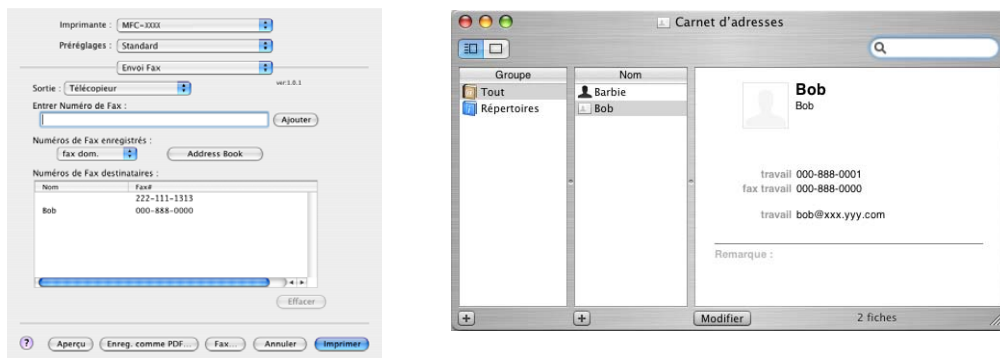 Imprimante : MFC-XXXX
Préréglages : Standard
Envoi Fax
Sortie : Télécopieur
ver:1.0.1
Entrer Numéro de Fax :
Ajouter
Numéros de Fax enregistrés :
fax dom. Address Book
Numéros de Fax destinataires :
Nom Fax#
222-111-1313
Bob 000-888-0000
Effacer
? Aperçu Enreg. comme PDF... Fax... Annuler Imprimer
Carnet d'adresses
Groupe Nom
Tout Barbie
Répertoires Bob
Bob
Bob
travail 000-888-0001
fax travail 000-888-0000
travail bob@xxx.yyy.com
Remarque :
+ + Modifier 2 fiches